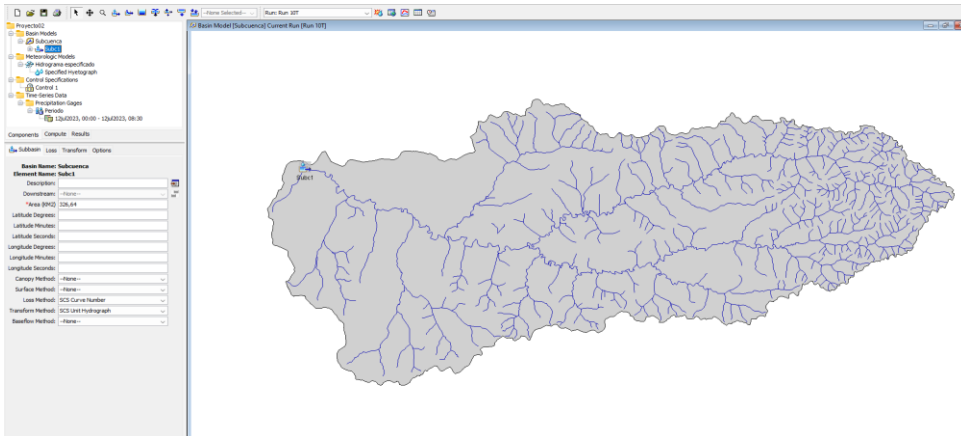 --None Selected--
Run: Run 10T
Proyecto02
Basin Models
Subcuenca
Subc1
Meteorologic Models
Hidrograma especificado
Specified Hyetograph
Control Specifications
Control 1
Time-Series Data
Precipitation Gages
Periodo
12jul2023, 00:00 - 12jul2023, 08:30
Components Compute Results
Subbasin Loss Transform Options
Basin Name: Subcuenca
Element Name: Subc1
Description:
Downstream: --None--
*Area (KM2) 326,64
Latitude Degrees:
Latitude Minutes:
Latitude Seconds:
Longitude Degrees:
Longitude Minutes:
Longitude Seconds:
Canopy Method: --None--
Surface Method: --None--
Loss Method: SCS Curve Number
Transform Method: SCS Unit Hydrograph
Baseflow Method: --None--
Basin Model [Subcuenca] Current Run [Run 10T]
Subc1